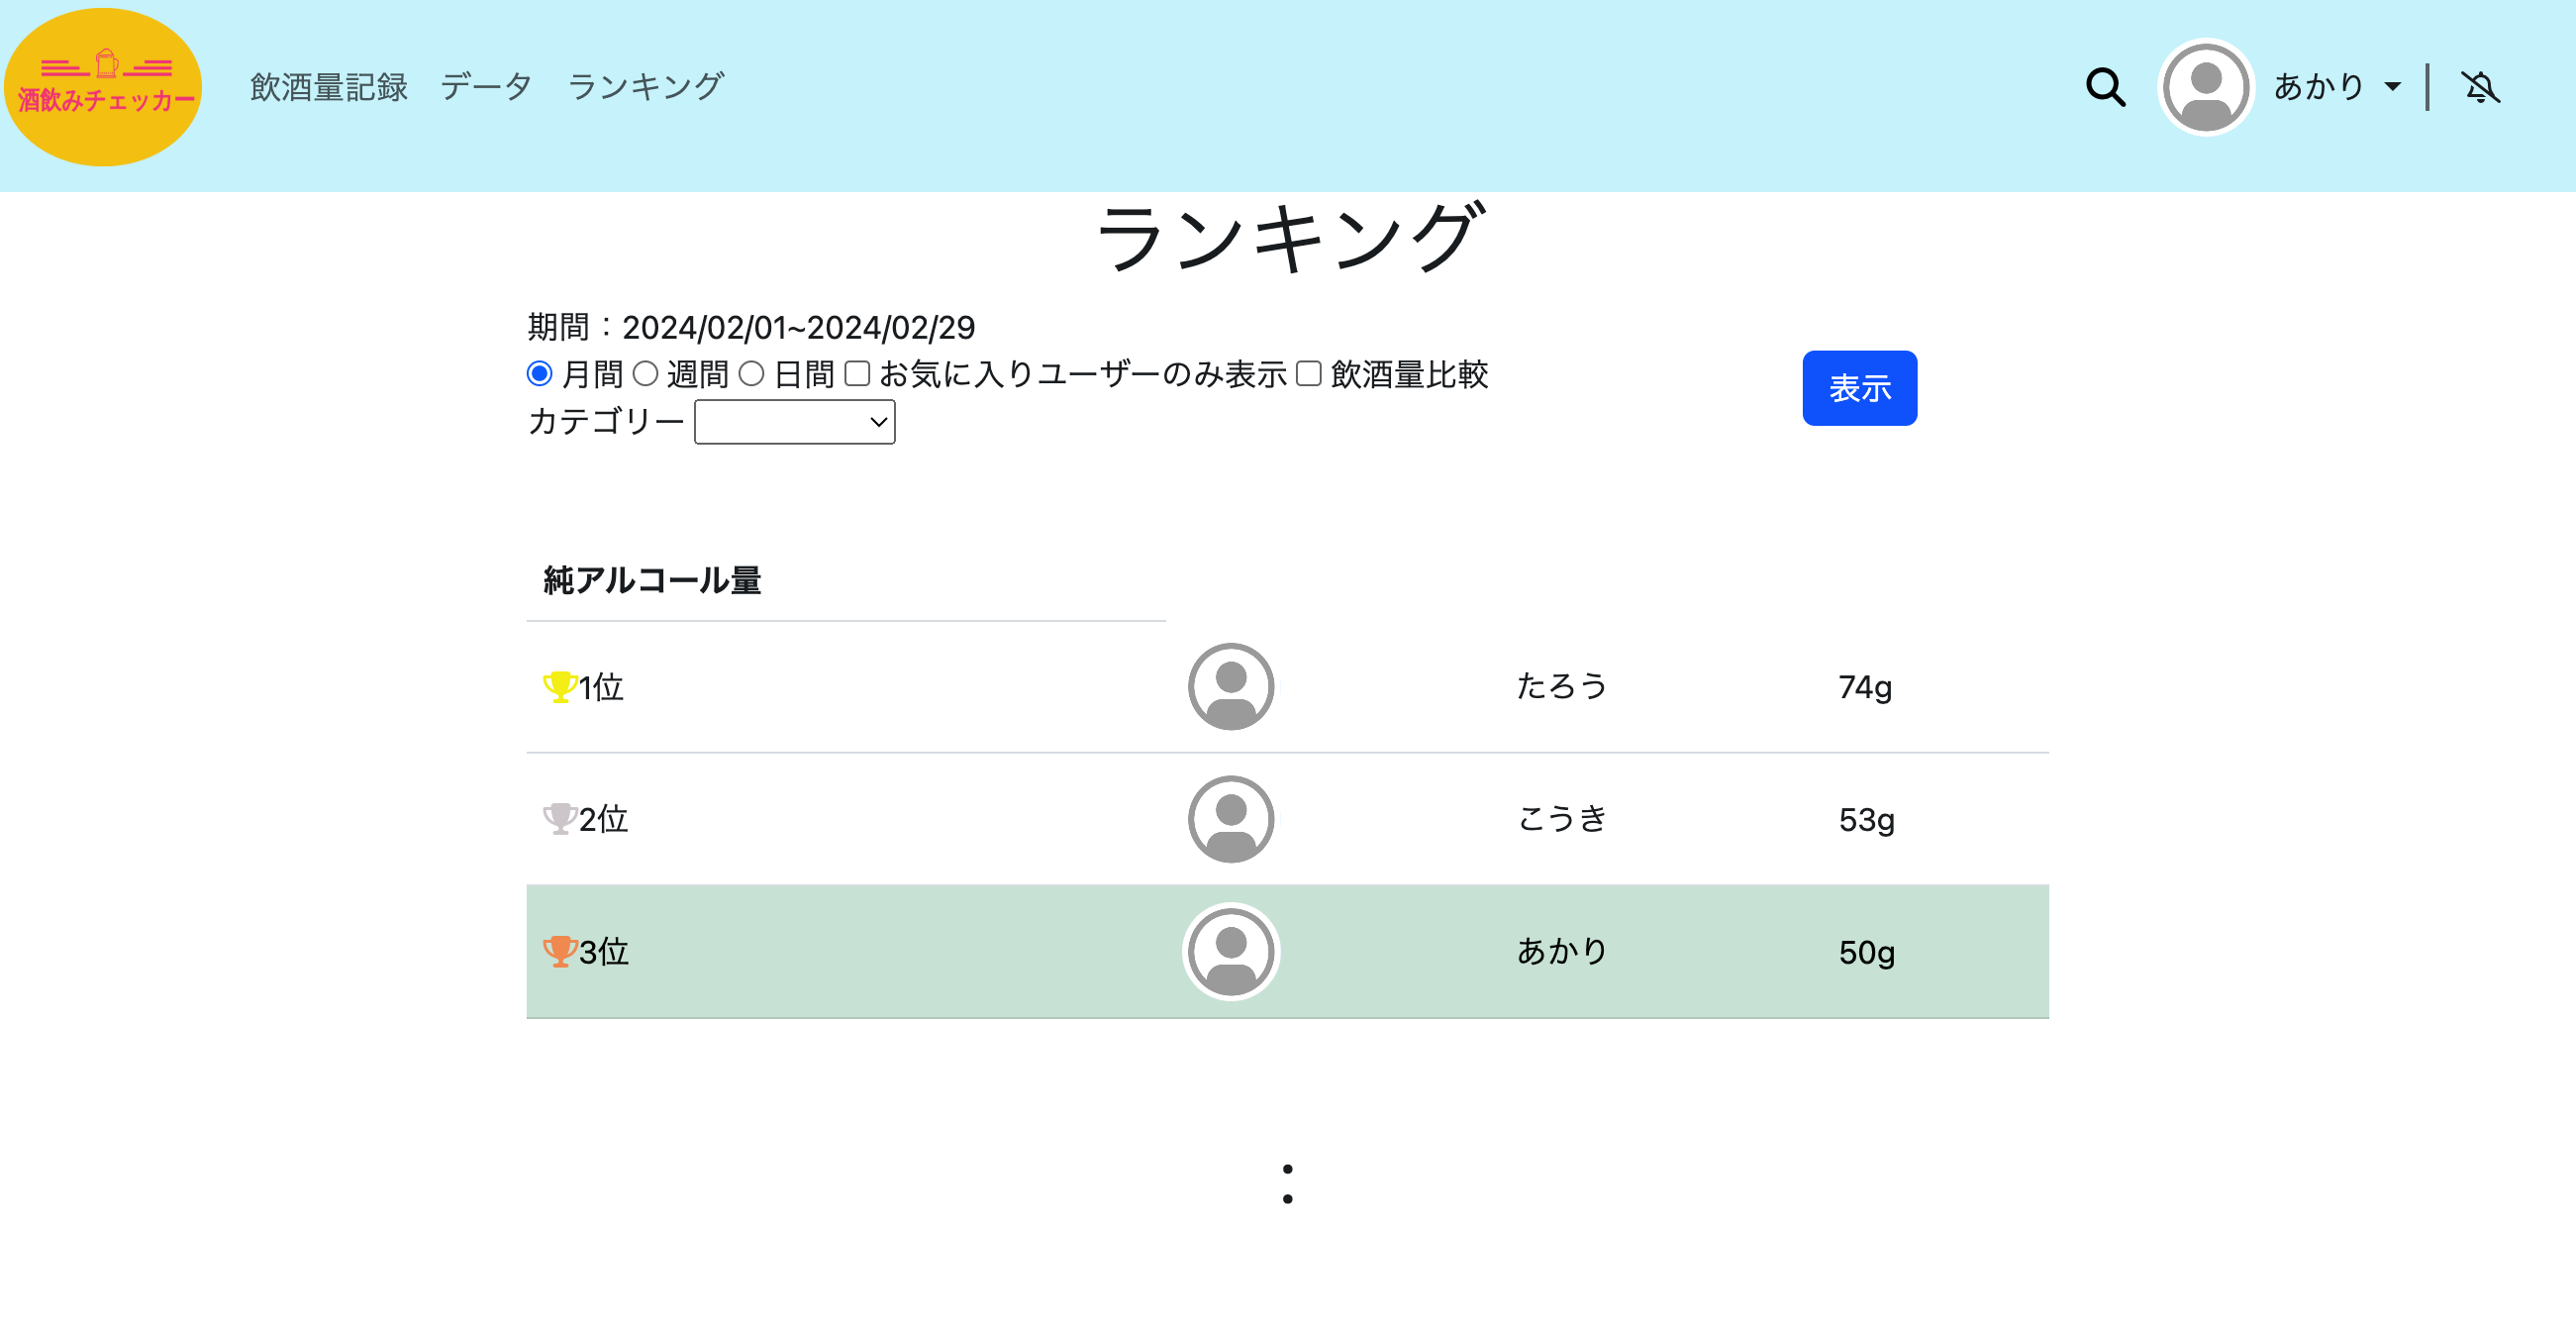 酒飲みチェッカー
飲酒量記録 データ ランキング あかり
ランキング
期間：2024/02/01~2024/02/29
月間 週間 日間 お気に入りユーザーのみ表示 飲酒量比較
表示
カテゴリー
純アルコール量
1位 たろう 74g
2位 こうき 53g
3位 あかり 50g
：